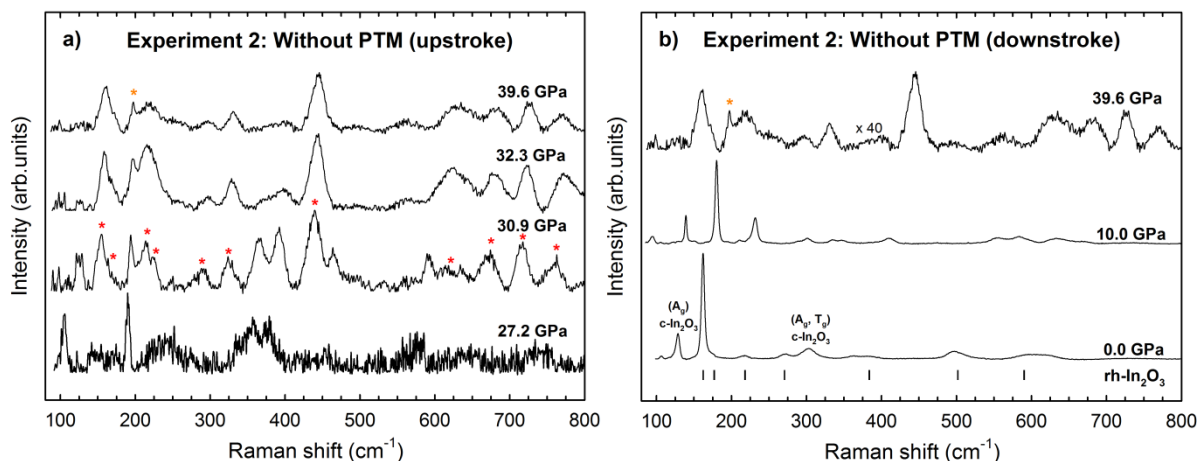 a) Experiment 2: Without PTM (upstroke)
*
39.6 GPa
32.3 GPa
30.9 GPa
* * * * * * * * * *
27.2 GPa
Intensity (arb.units)
100 200 300 400 500 600 700 800
Raman shift (cm⁻¹)
b) Experiment 2: Without PTM (downstroke)
*
39.6 GPa
x 40
10.0 GPa
(Ag)
c-In₂O₃
(Ag, Tg)
c-In₂O₃
0.0 GPa
rh-In₂O₃
Intensity (arb.units)
100 200 300 400 500 600 700 800
Raman shift (cm⁻¹)